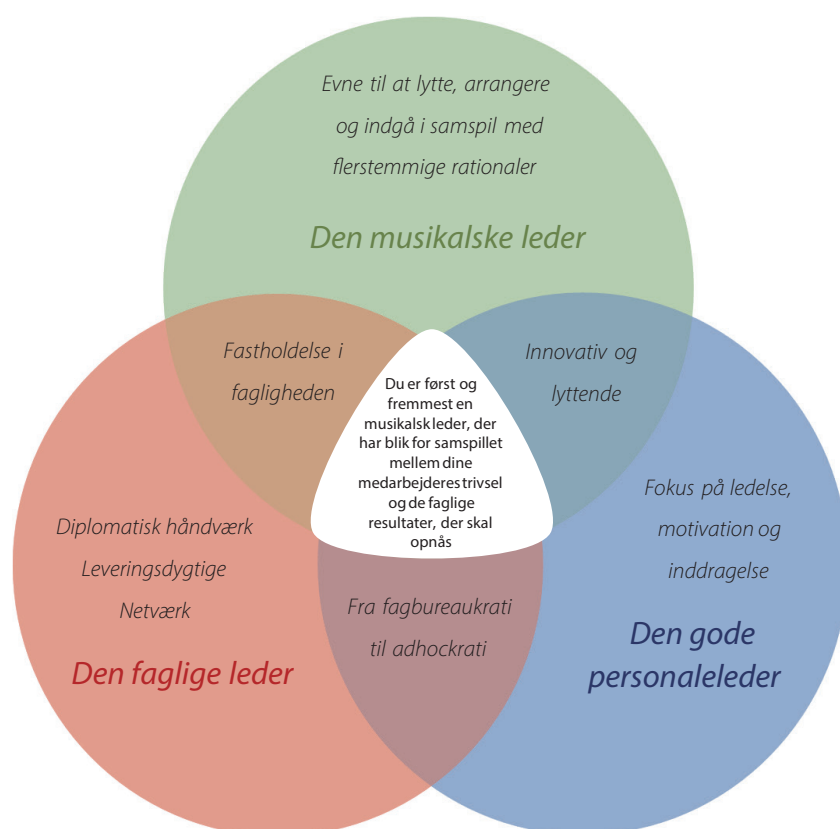 Evne til at lytte, arrangere
og indgå i samspil med
flerstemmige rationaler
Den musikalske leder
Fastholdelse i
fagligheden
Innovativ og
lyttende
Du er først og
fremmest en
musikalsk leder, der
har blik for samspillet
mellem dine
medarbejderes trivsel
og de faglige
resultater, der skal
opnås
Diplomatisk håndværk
Leveringsdygtige
Netværk
Den faglige leder
Fokus på ledelse,
motivation og
inddragelse
Den gode
personaleleder
Fra fagbureaukrati
til adhockrati